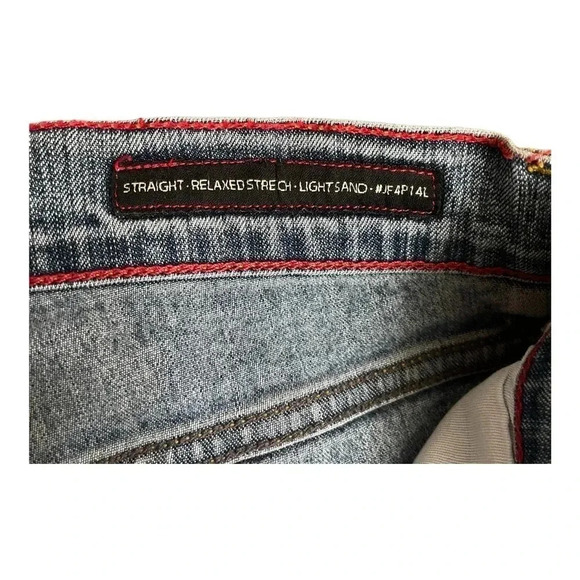 STRAIGHT · RELAXED STRECH · LIGHT SAND · #JF4P14L